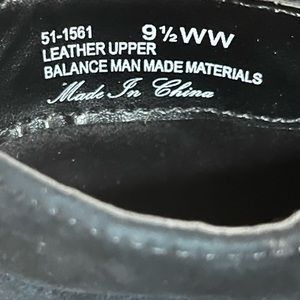 51-1561 9½WW
LEATHER UPPER
BALANCE MAN MADE MATERIALS
Made In China